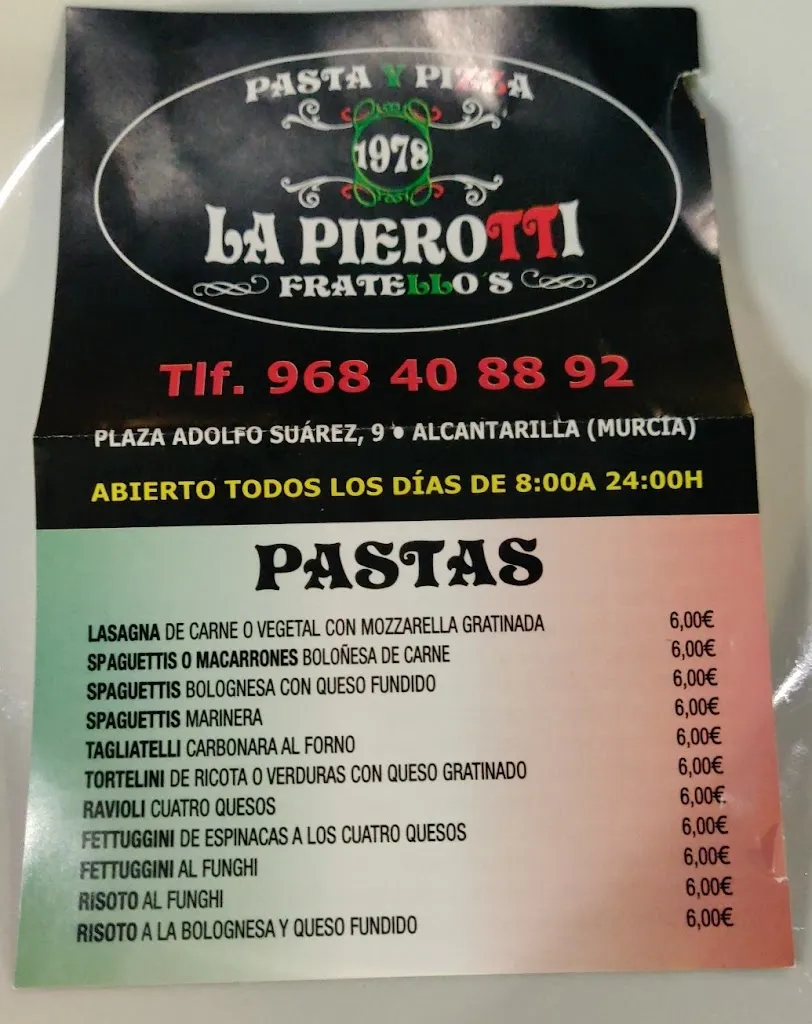 PASTA Y PIZZA
1978
LA PIEROTTI
FRATELLO'S
Tlf. 968 40 88 92
PLAZA ADOLFO SUÁREZ, 9 • ALCANTARILLA (MURCIA)
ABIERTO TODOS LOS DÍAS DE 8:00A 24:00H
PASTAS
LASAGNA DE CARNE O VEGETAL CON MOZZARELLA GRATINADA 6,00€
SPAGUETTIS O MACARRONES BOLOÑESA DE CARNE 6,00€
SPAGUETTIS BOLOGNESA CON QUESO FUNDIDO 6,00€
SPAGUETTIS MARINERA 6,00€
TAGLIATELLI CARBONARA AL FORNO 6,00€
TORTELINI DE RICOTA O VERDURAS CON QUESO GRATINADO 6,00€
RAVIOLI CUATRO QUESOS 6,00€
FETTUGGINI DE ESPINACAS A LOS CUATRO QUESOS 6,00€
FETTUGGINI AL FUNGHI 6,00€
RISOTO AL FUNGHI 6,00€
RISOTO A LA BOLOGNESA Y QUESO FUNDIDO 6,00€